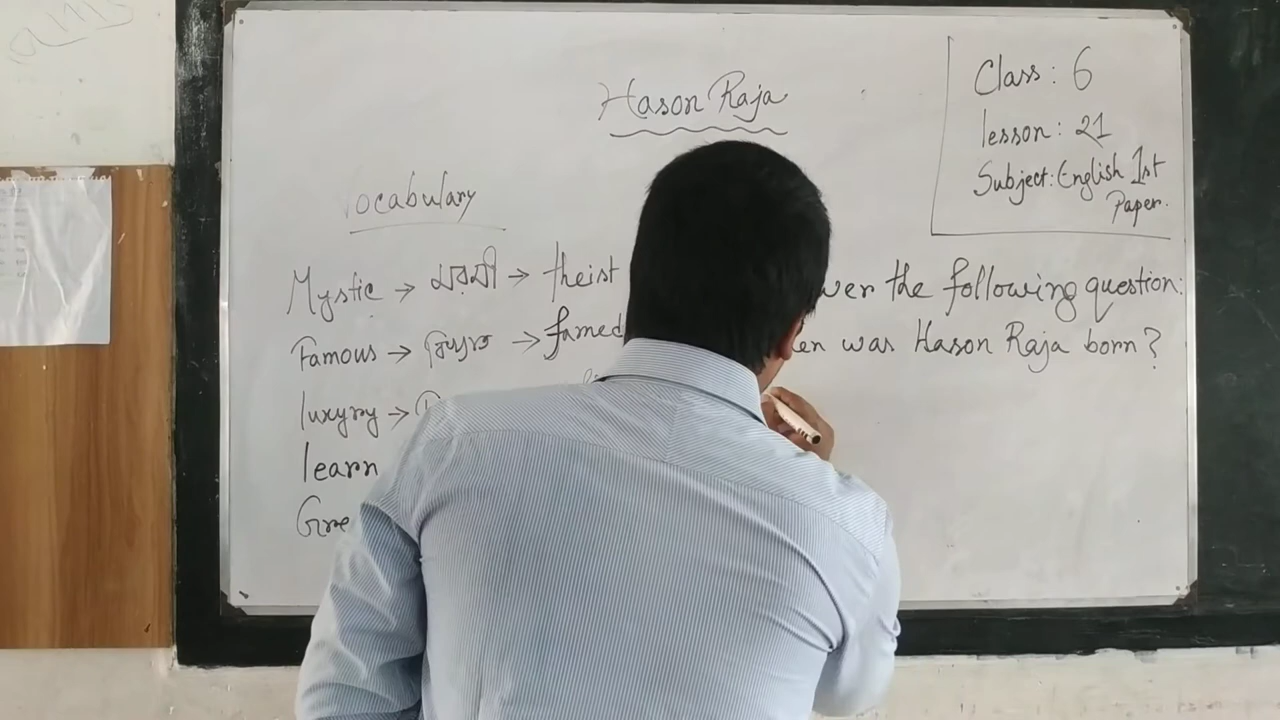 Hason Raja
Class: 6
lesson: 21
Subject: English 1st
Paper.
Vocabulary
Mystic → মরমী → theist
Famous → বিখ্যাত → famed
luxyry →
learn
wer the following question:
en was Hason Raja born?